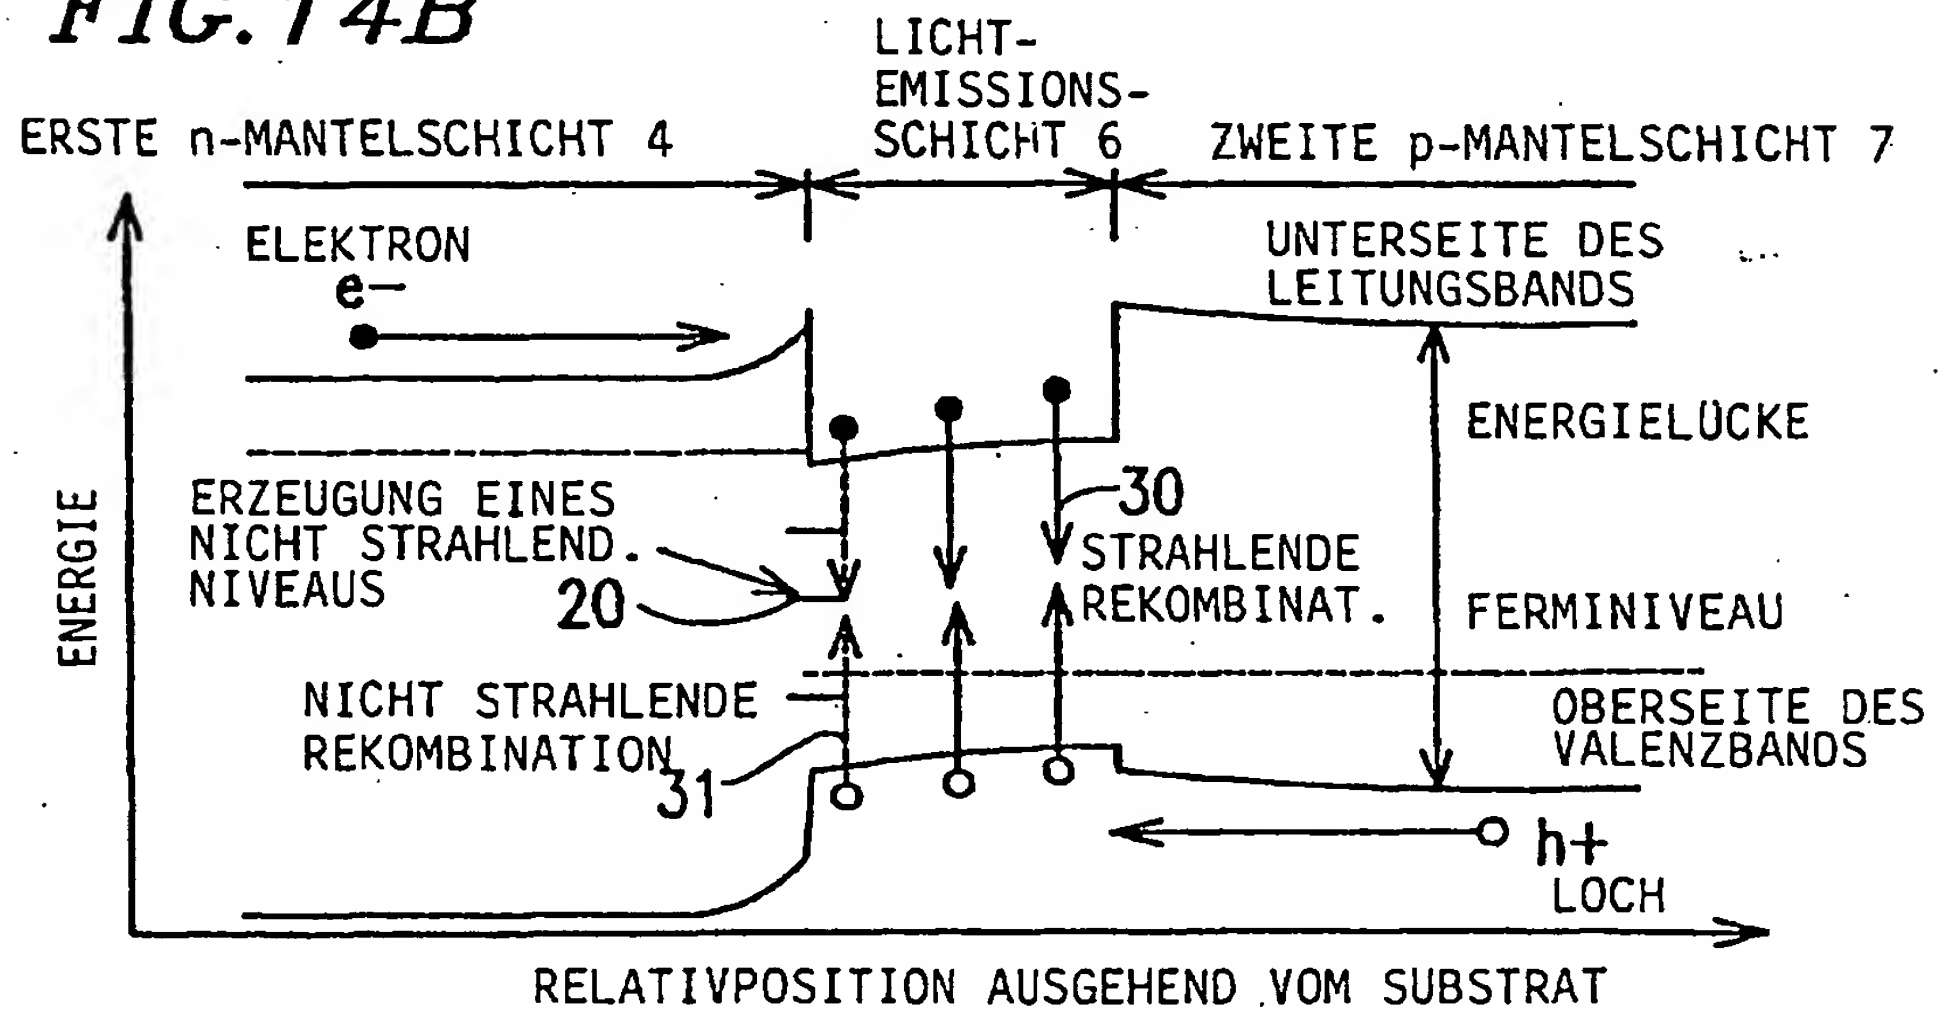 FIG. 14B
LICHT-
EMISSIONS-
SCHICHT 6
ERSTE n-MANTELSCHICHT 4
ZWEITE p-MANTELSCHICHT 7
ELEKTRON
e-
UNTERSEITE DES
LEITUNGSBANDS
ENERGIELÜCKE
ENERGIE
ERZEUGUNG EINES
NICHT STRAHLEND.
NIVEAUS
20
30
STRAHLENDE
REKOMBINAT.
FERMINIVEAU
NICHT STRAHLENDE
REKOMBINATION
31
OBERSEITE DES
VALENZBANDS
h+
LOCH
RELATIVPOSITION AUSGEHEND VOM SUBSTRAT